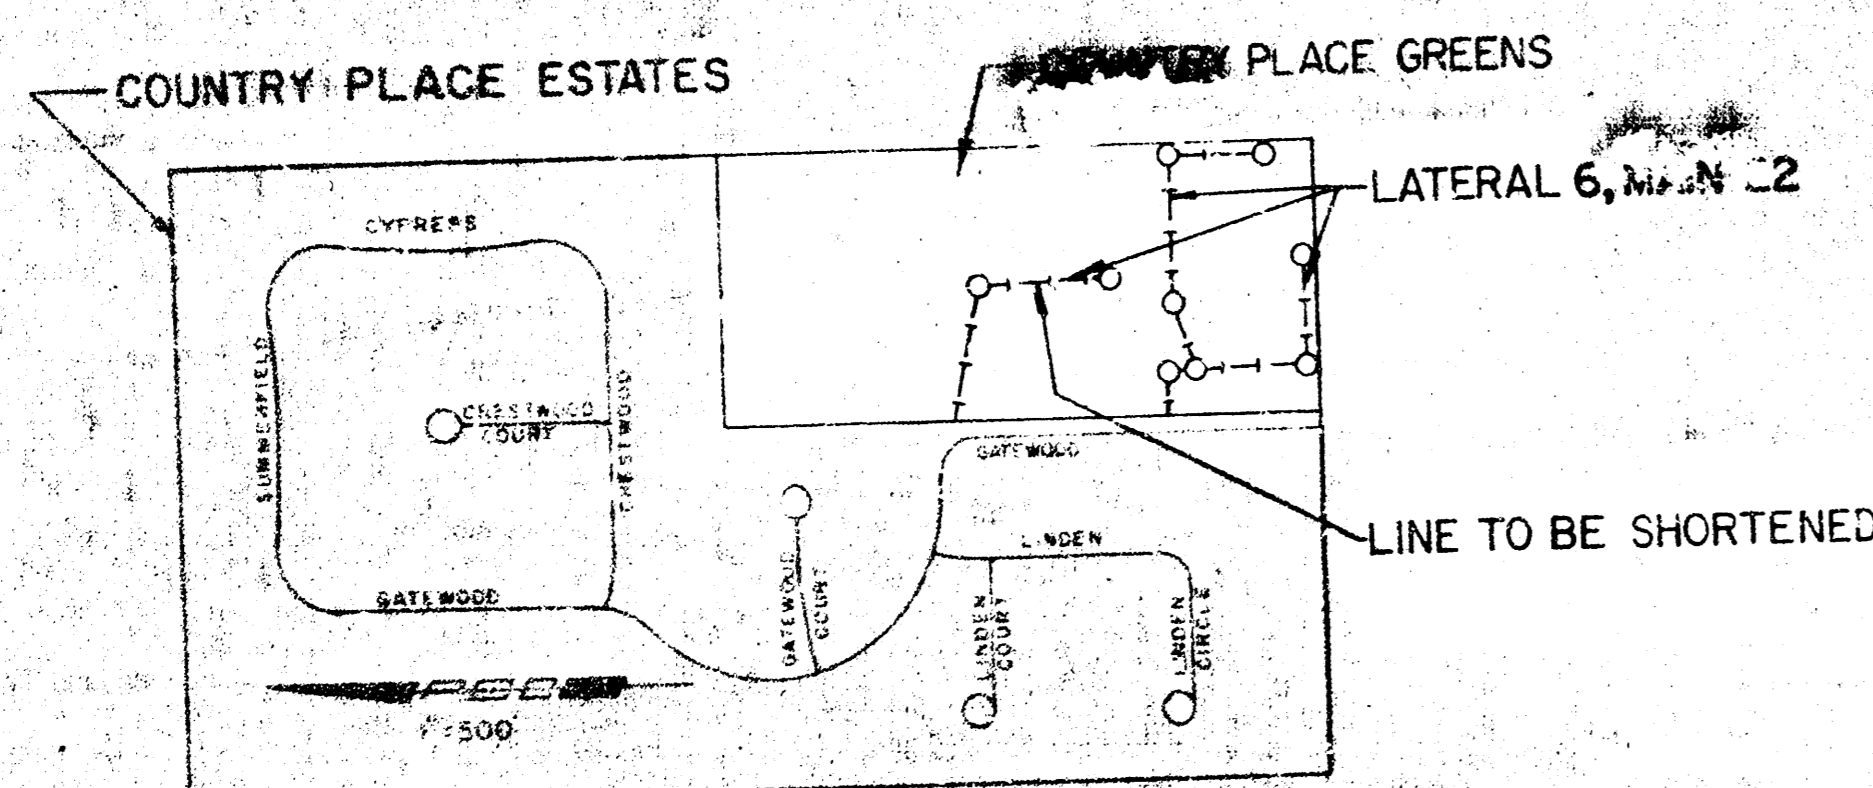 COUNTRY PLACE ESTATES
PLACE GREENS
LATERAL 6,
CYPRESS
SUMMERFIELD
CRESTWOOD
COURT
CRESTWOOD
GATEWOOD
LINE TO BE SHORTENED
LINDEN
GATEWOOD
GATEWOOD
COURT
LINDEN
COURT
LINDEN
CIRCLE